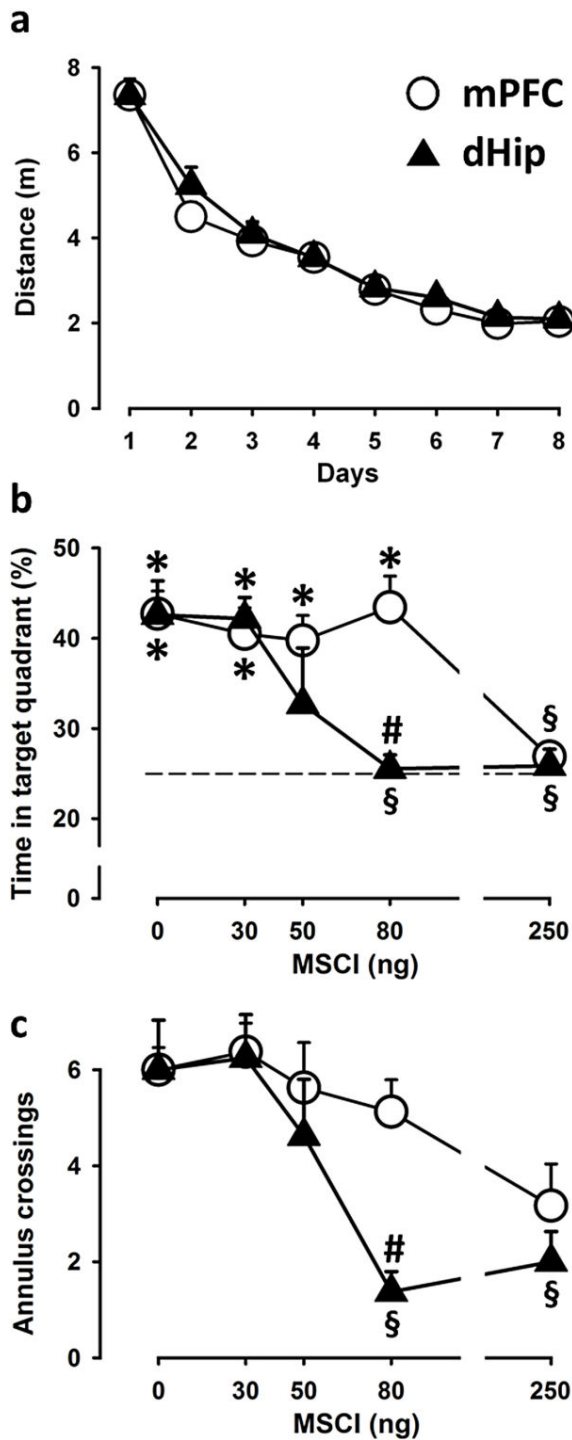 a
8
6
4
2
0
Distance (m)
mPFC
dHip
1 2 3 4 5 6 7 8
Days
b
50
40
30
20
0
Time in target quadrant (%)
* * * *
* *
#
§
§
§
0 30 50 80 250
MSCI (ng)
c
6
4
2
0
Annulus crossings
#
§
§
0 30 50 80 250
MSCI (ng)